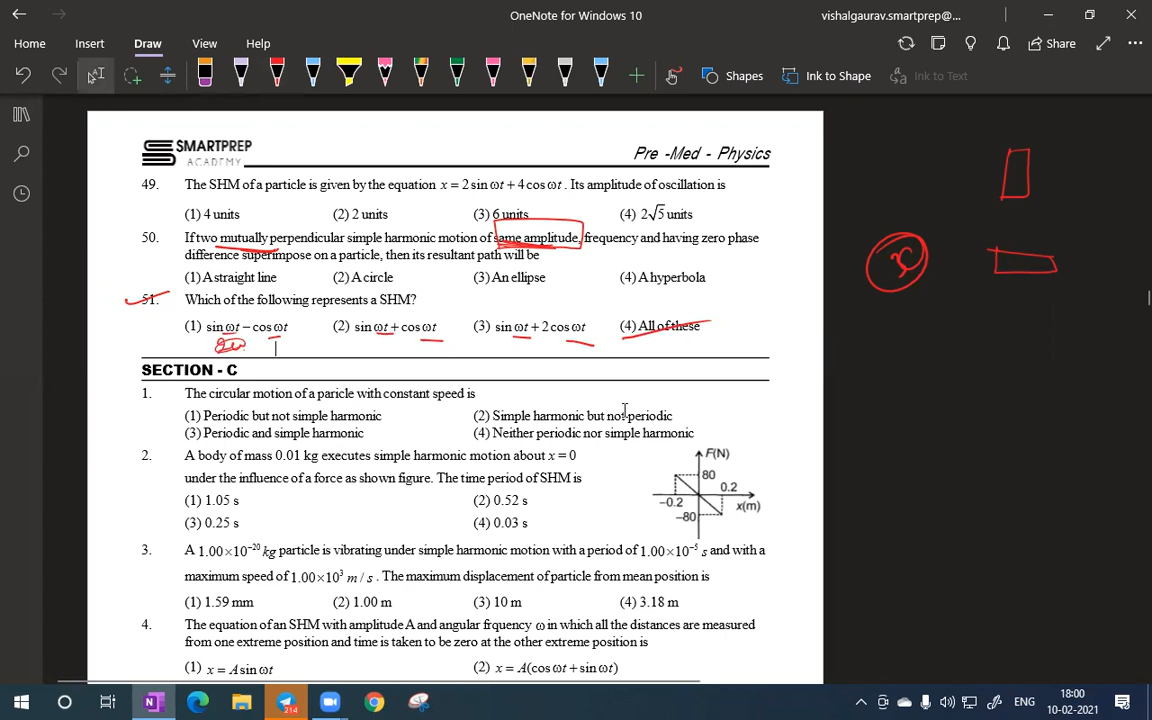 OneNote for Windows 10
vishalgaurav.smartprep@...
Home Insert Draw View Help
Share
Shapes Ink to Shape Ink to Text
SMARTPREP
ACADEMY
Pre - Med - Physics
49. The SHM of a particle is given by the equation x = 2 sin ωt + 4 cos ωt. Its amplitude of oscillation is
(1) 4 units (2) 2 units (3) 6 units (4) 2√5 units
50. If two mutually perpendicular simple harmonic motion of same amplitude, frequency and having zero phase
difference superimpose on a particle, then its resultant path will be
(1) A straight line (2) A circle (3) An ellipse (4) A hyperbola
51. Which of the following represents a SHM?
(1) sin ωt − cos ωt (2) sin ωt + cos ωt (3) sin ωt + 2 cos ωt (4) All of these
SECTION - C
1. The circular motion of a paricle with constant speed is
(1) Periodic but not simple harmonic (2) Simple harmonic but not periodic
(3) Periodic and simple harmonic (4) Neither periodic nor simple harmonic
2. A body of mass 0.01 kg executes simple harmonic motion about x = 0
under the influence of a force as shown figure. The time period of SHM is
(1) 1.05 s (2) 0.52 s
(3) 0.25 s (4) 0.03 s
F(N)
80
0.2
−0.2
x(m)
−80
3. A 1.00×10⁻²⁰ kg particle is vibrating under simple harmonic motion with a period of 1.00×10⁻⁵ s and with a
maximum speed of 1.00×10³ m/s. The maximum displacement of particle from mean position is
(1) 1.59 mm (2) 1.00 m (3) 10 m (4) 3.18 m
4. The equation of an SHM with amplitude A and angular frquency ω in which all the distances are measured
from one extreme position and time is taken to be zero at the other extreme position is
(1) x = A sin ωt (2) x = A(cos ωt + sin ωt)
214
ENG
18:00
10-02-2021